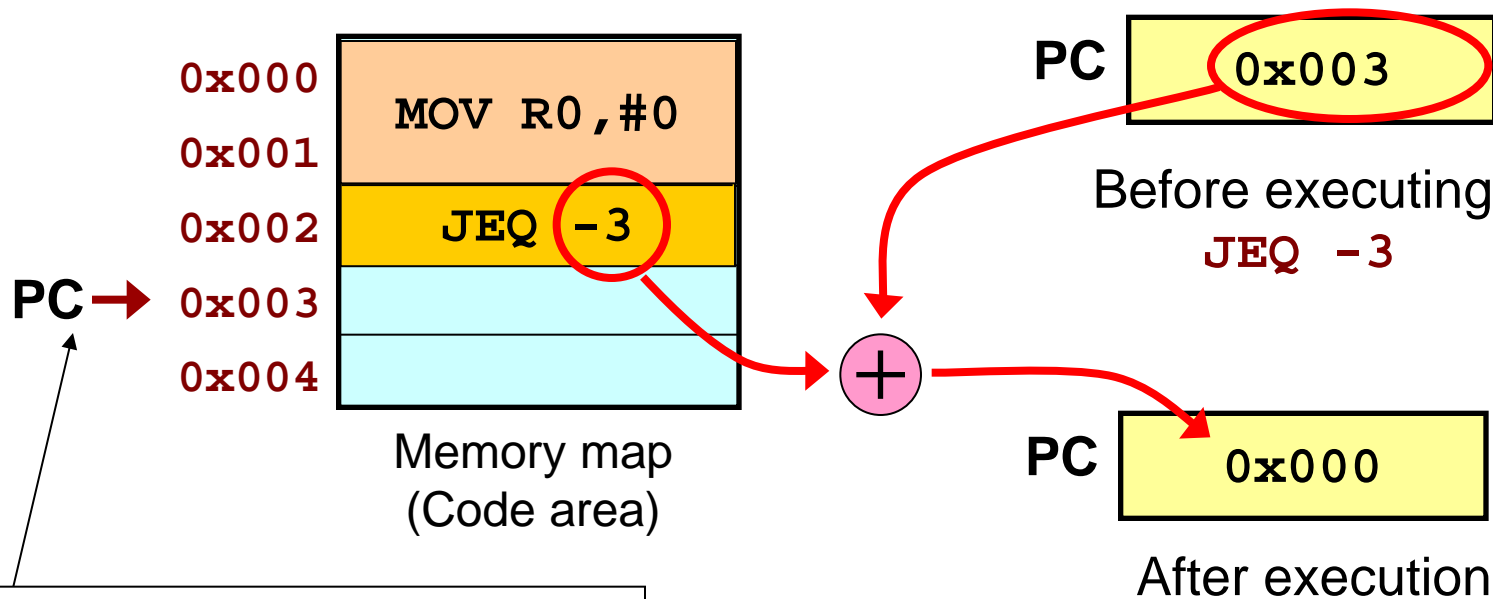 0x000
0x001
0x002
0x003
0x004
MOV R0,#0
JEQ -3
PC
Memory map
(Code area)
PC
0x003
Before executing
JEQ -3
+
PC
0x000
After execution